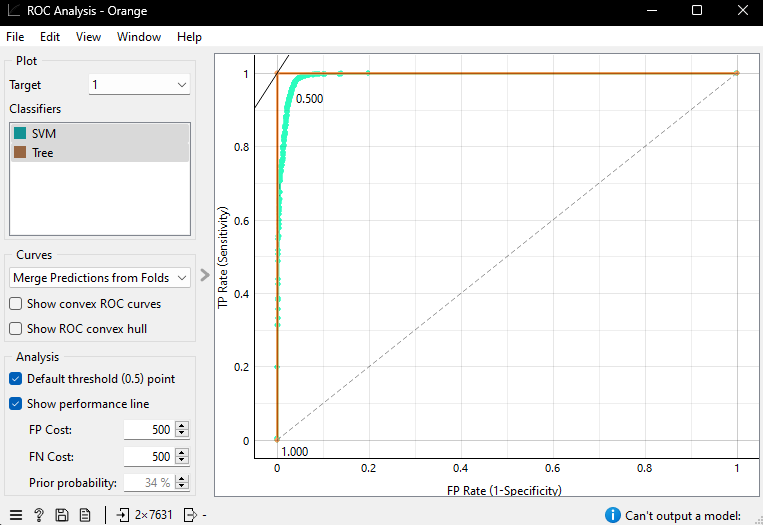 ROC Analysis - Orange
File Edit View Window Help
Plot
Target 1
Classifiers
SVM
Tree
Curves
Merge Predictions from Folds
Show convex ROC curves
Show ROC convex hull
Analysis
Default threshold (0.5) point
Show performance line
FP Cost: 500
FN Cost: 500
Prior probability: 34 %
TP Rate (Sensitivity)
1
0.8
0.6
0.4
0.2
0
0.500
1.000
0 0.2 0.4 0.6 0.8 1
FP Rate (1-Specificity)
? 2×7631 -
Can't output a model: